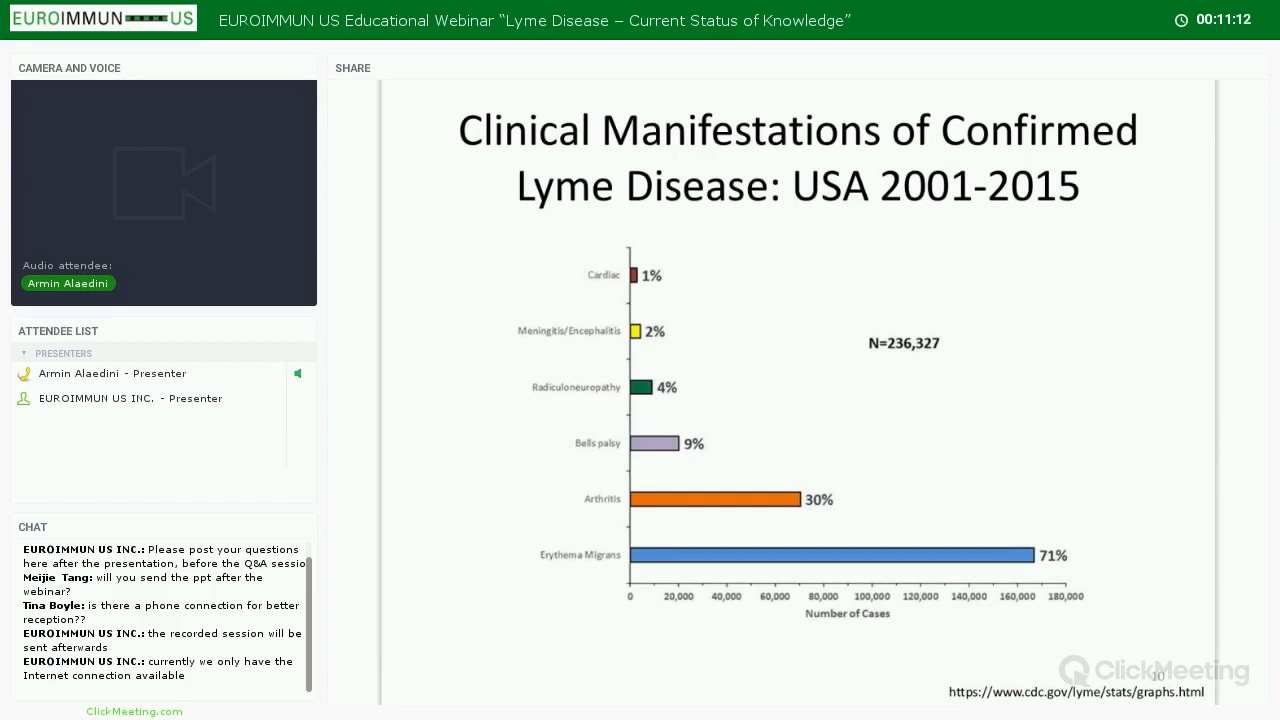 EUROIMMUN US
EUROIMMUN US Educational Webinar “Lyme Disease – Current Status of Knowledge”
00:11:12
CAMERA AND VOICE
Audio attendee:
Armin Alaedini
ATTENDEE LIST
PRESENTERS
Armin Alaedini - Presenter
EUROIMMUN US INC. - Presenter
CHAT
EUROIMMUN US INC.: Please post your questions
here after the presentation, before the Q&A sessio
Meijie Tang: will you send the ppt after the
webinar?
Tina Boyle: is there a phone connection for better
reception??
EUROIMMUN US INC.: the recorded session will be
sent afterwards
EUROIMMUN US INC.: currently we only have the
Internet connection available
ClickMeeting.com
SHARE
Clinical Manifestations of Confirmed
Lyme Disease: USA 2001-2015
Cardiac 1%
Meningitis/Encephalitis 2%
N=236,327
Radiculoneuropathy 4%
Bells palsy 9%
Arthritis 30%
Erythema Migrans 71%
0 20,000 40,000 60,000 80,000 100,000 120,000 140,000 160,000 180,000
Number of Cases
ClickMeeting
10
https://www.cdc.gov/lyme/stats/graphs.html